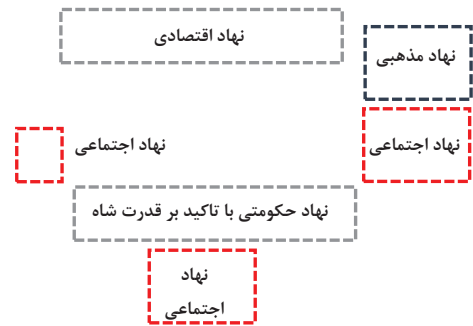 نهاد اقتصادی
نهاد مذهبی
نهاد اجتماعی
نهاد اجتماعی
نهاد حکومتی با تاکید بر قدرت شاه
نهاد
اجتماعی